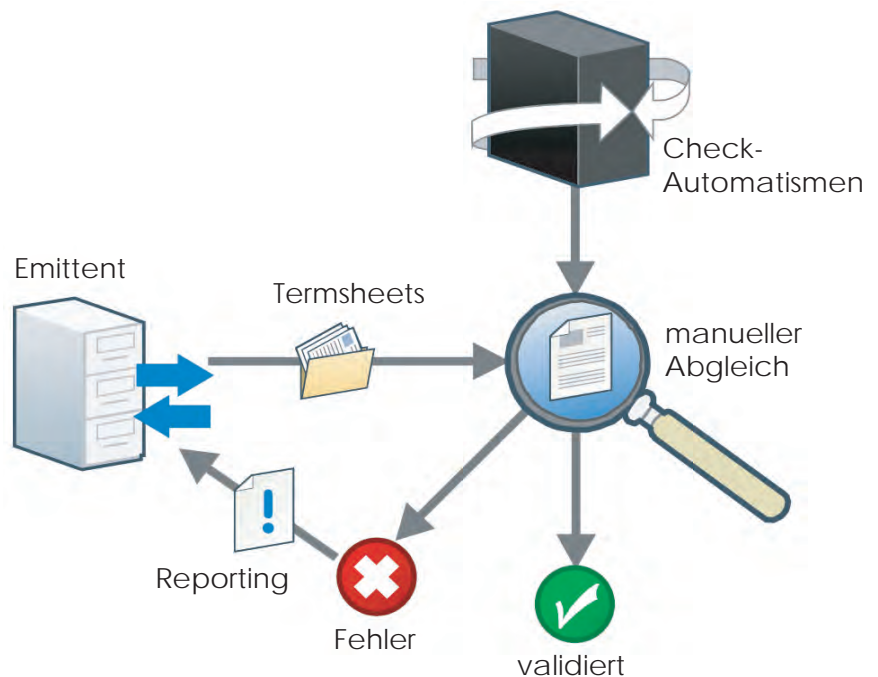 Check-
Automatismen
Emittent
Termsheets
manueller
Abgleich
Reporting
Fehler
validiert